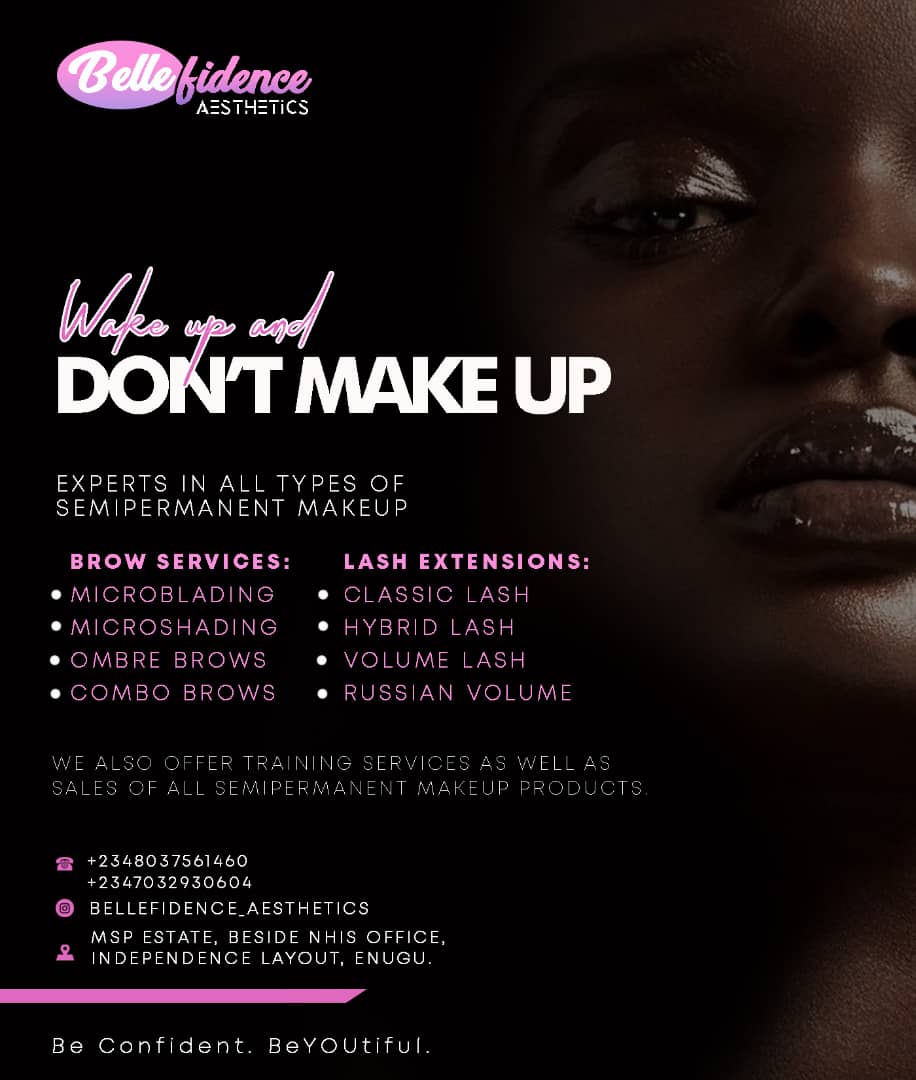 Bellefidence
AESTHETICS
Wake up and
DON'T MAKE UP
EXPERTS IN ALL TYPES OF
SEMIPERMANENT MAKEUP
BROW SERVICES:
MICROBLADING
MICROSHADING
OMBRE BROWS
COMBO BROWS
LASH EXTENSIONS:
CLASSIC LASH
HYBRID LASH
VOLUME LASH
RUSSIAN VOLUME
WE ALSO OFFER TRAINING SERVICES AS WELL AS
SALES OF ALL SEMIPERMANENT MAKEUP PRODUCTS.
+2348037561460
+2347032930604
BELLEFIDENCE_AESTHETICS
MSP ESTATE, BESIDE NHIS OFFICE,
INDEPENDENCE LAYOUT, ENUGU.
Be Confident. BeYOUtiful.